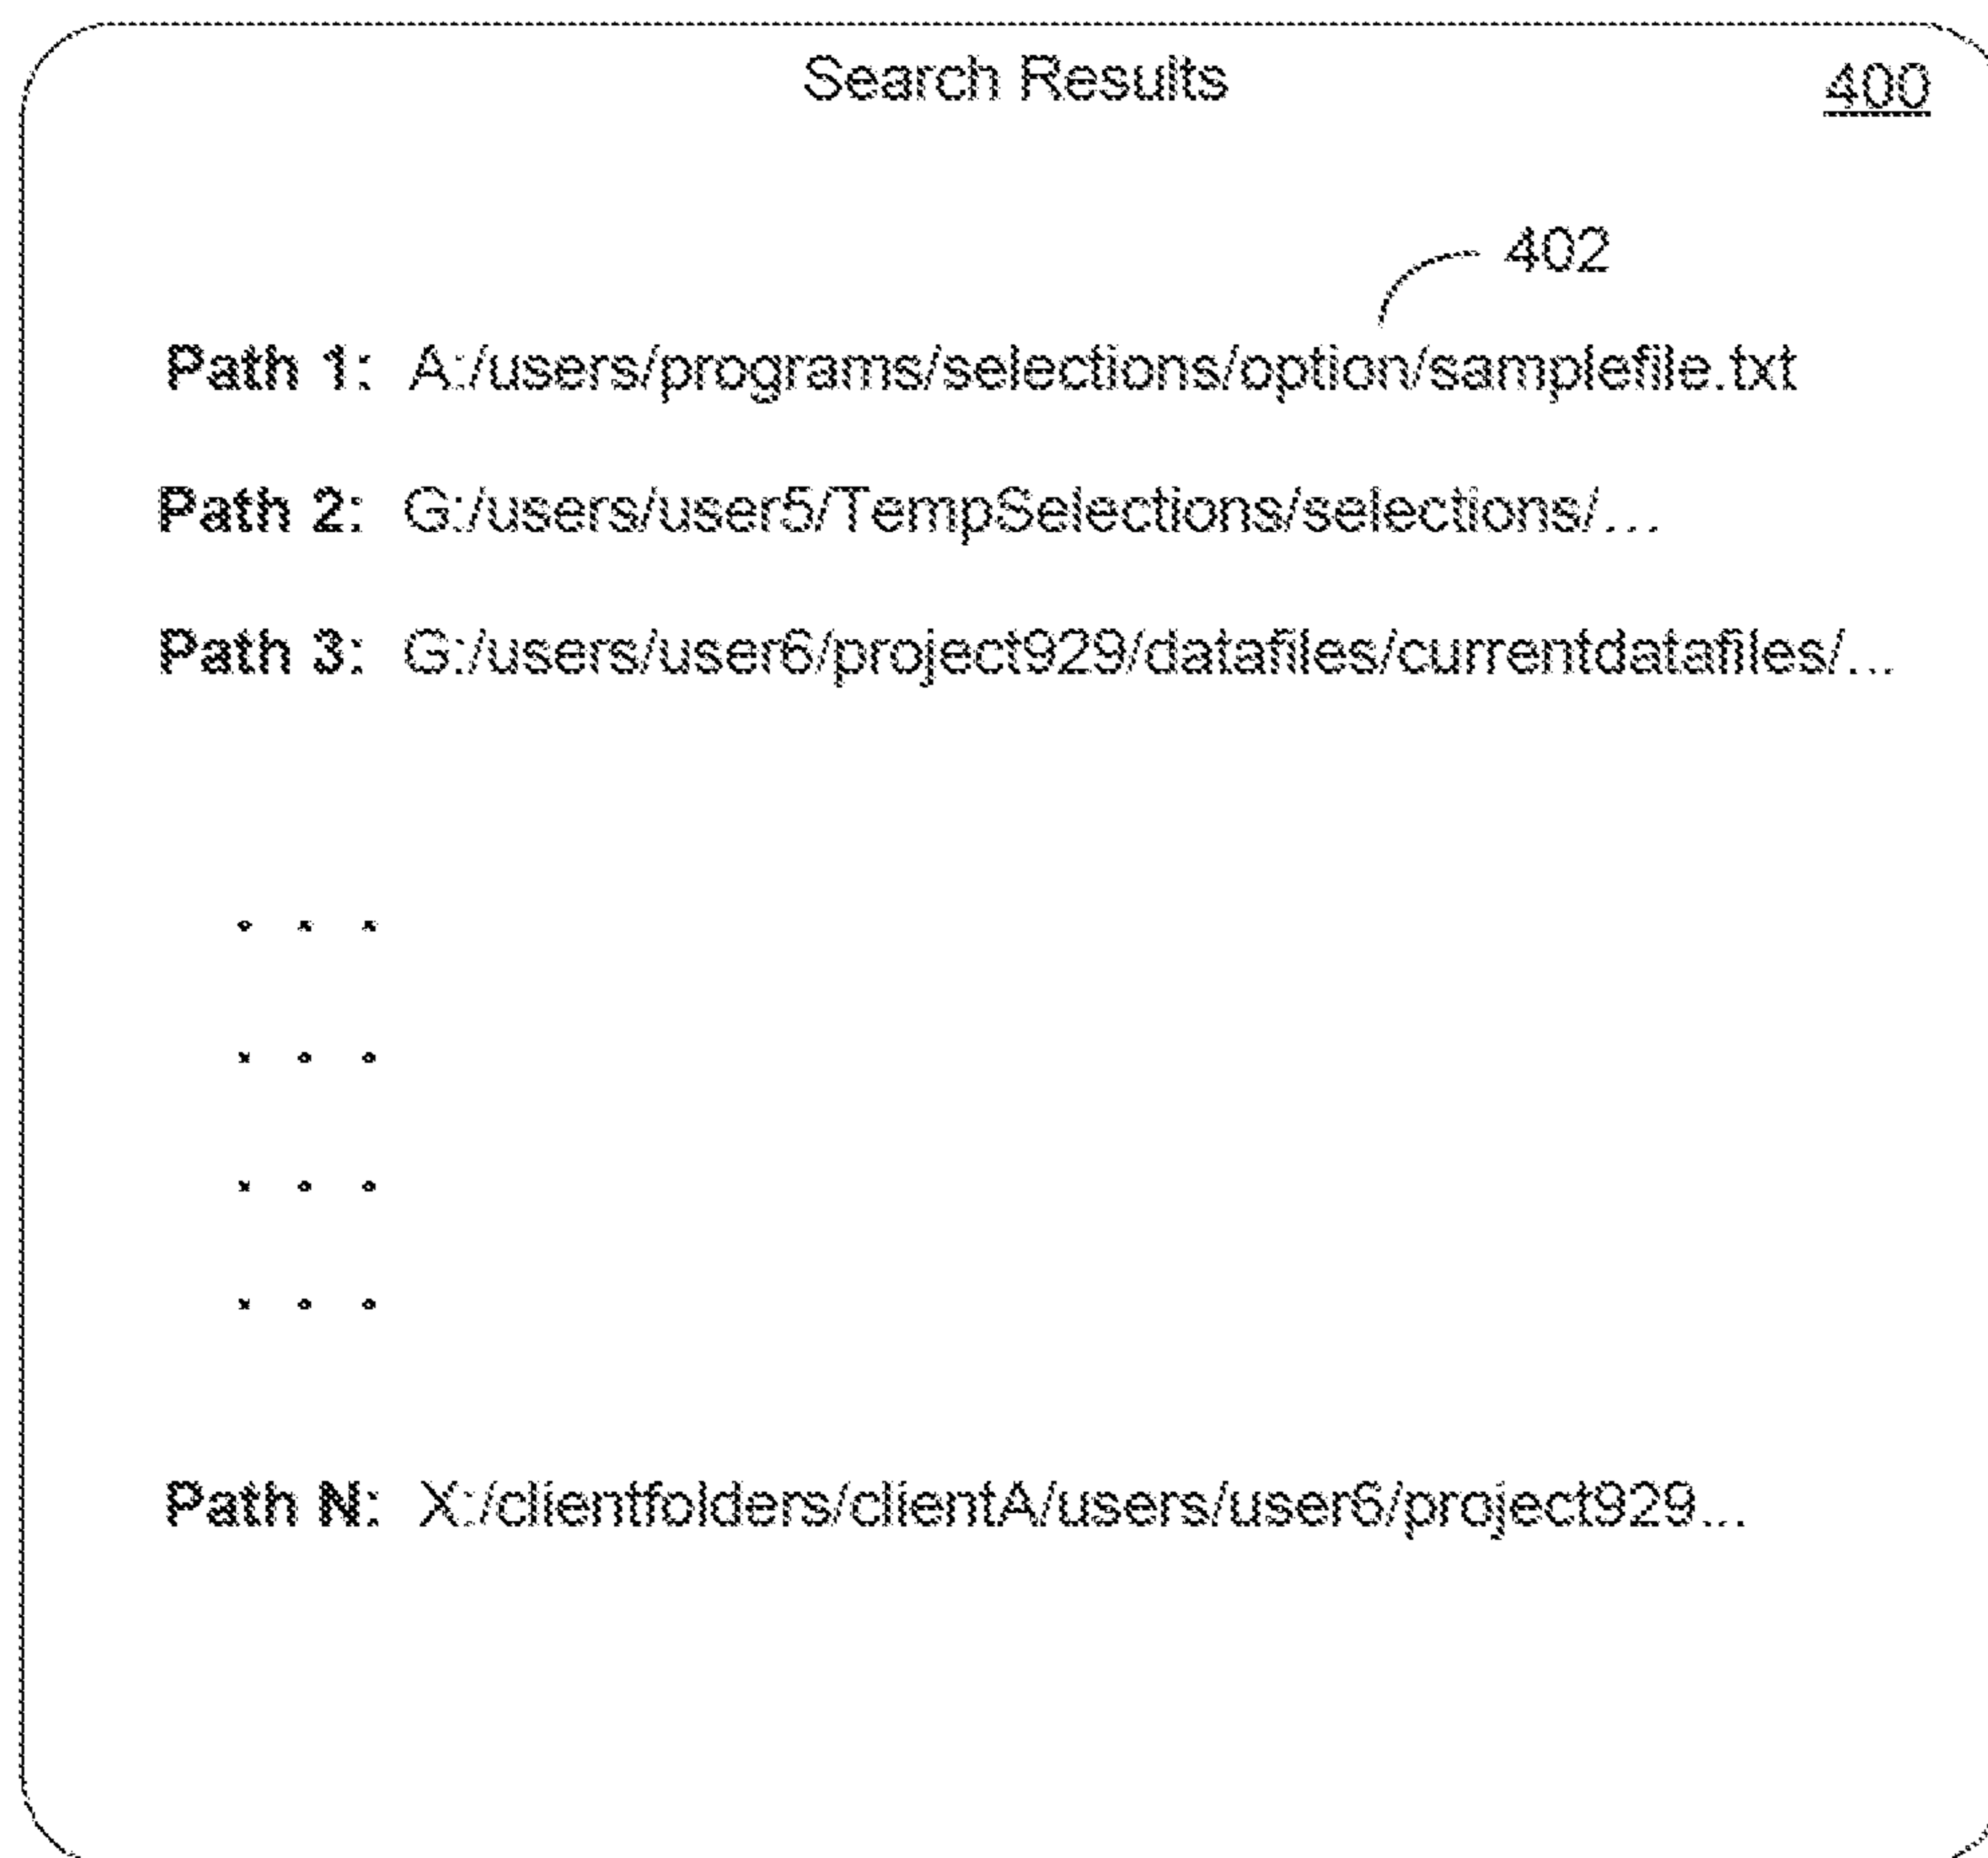 Search Results 400
402
Path 1: A:/users/programs/selections/option/samplefile.txt
Path 2: G:/users/user5/TempSelections/selections/...
Path 3: G:/users/user6/project929/datafiles/currentdatafiles/...
. . .
. . .
. . .
. . .
Path N: X:/clientfolders/clientA/users/user6/project929...